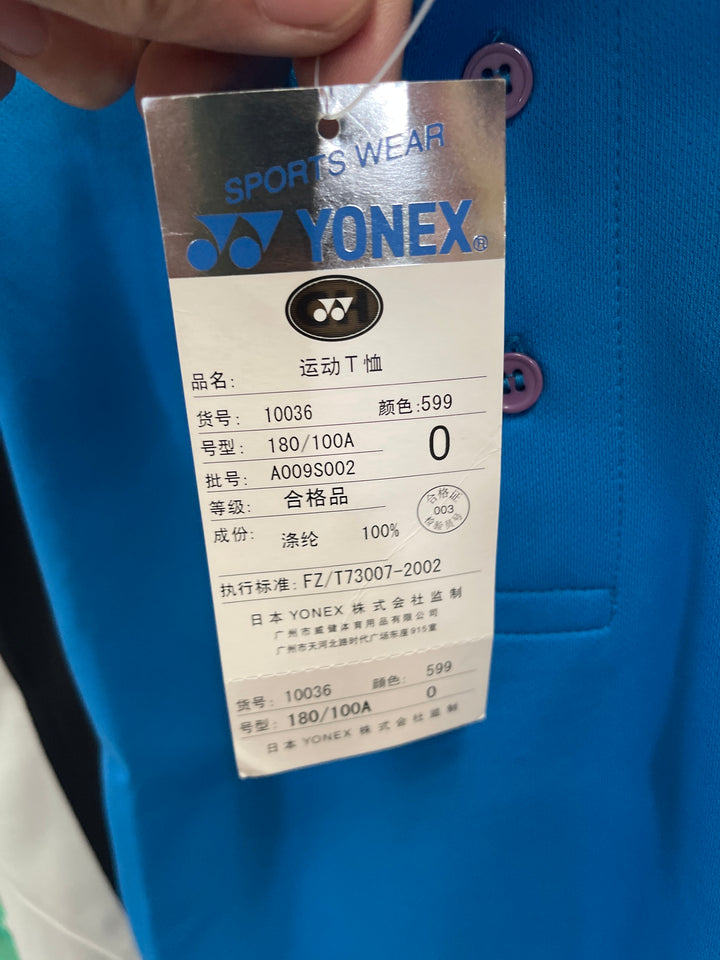 SPORTS WEAR
YONEX®
品名: 运动T恤
货号: 10036 颜色:599
号型: 180/100A O
批号: A009S002
等级: 合格品
合格证
003
检验员号
成份: 涤纶 100%
执行标准: FZ/T73007-2002
日本 YONEX 株式会社监制
广州市威健体育用品有限公司
广州市天河北路时代广场东座915室
货号: 10036 颜色: 599
号型: 180/100A O
日本 YONEX 株式会社监制